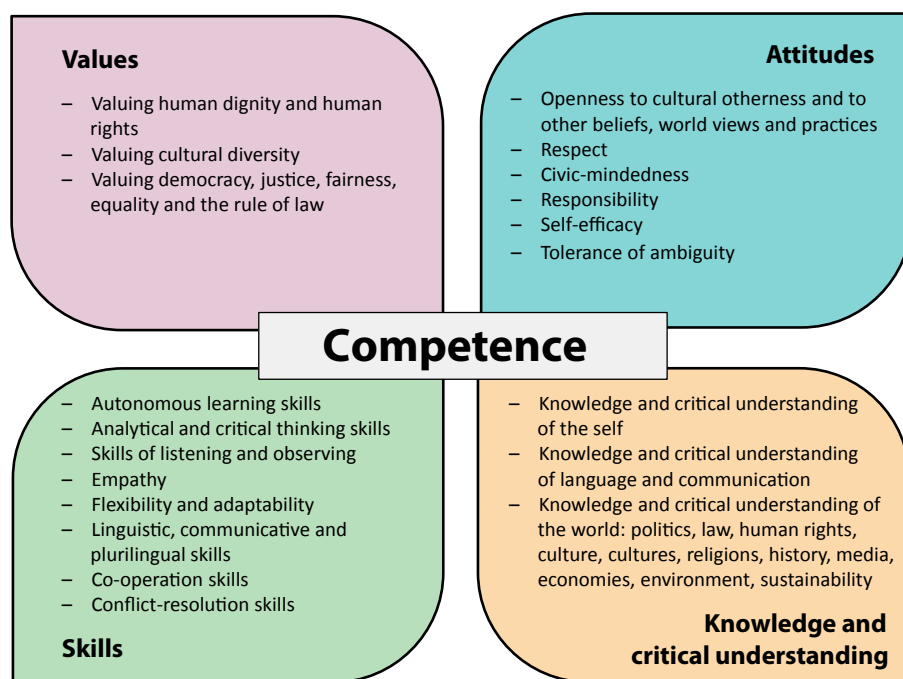 Values
– Valuing human dignity and human
rights
– Valuing cultural diversity
– Valuing democracy, justice, fairness,
equality and the rule of law
Attitudes
– Openness to cultural otherness and to
other beliefs, world views and practices
– Respect
– Civic-mindedness
– Responsibility
– Self-efficacy
– Tolerance of ambiguity
Competence
– Autonomous learning skills
– Analytical and critical thinking skills
– Skills of listening and observing
– Empathy
– Flexibility and adaptability
– Linguistic, communicative and
plurilingual skills
– Co-operation skills
– Conflict-resolution skills
Skills
– Knowledge and critical understanding
of the self
– Knowledge and critical understanding
of language and communication
– Knowledge and critical understanding of
the world: politics, law, human rights,
culture, cultures, religions, history, media,
economies, environment, sustainability
Knowledge and
critical understanding